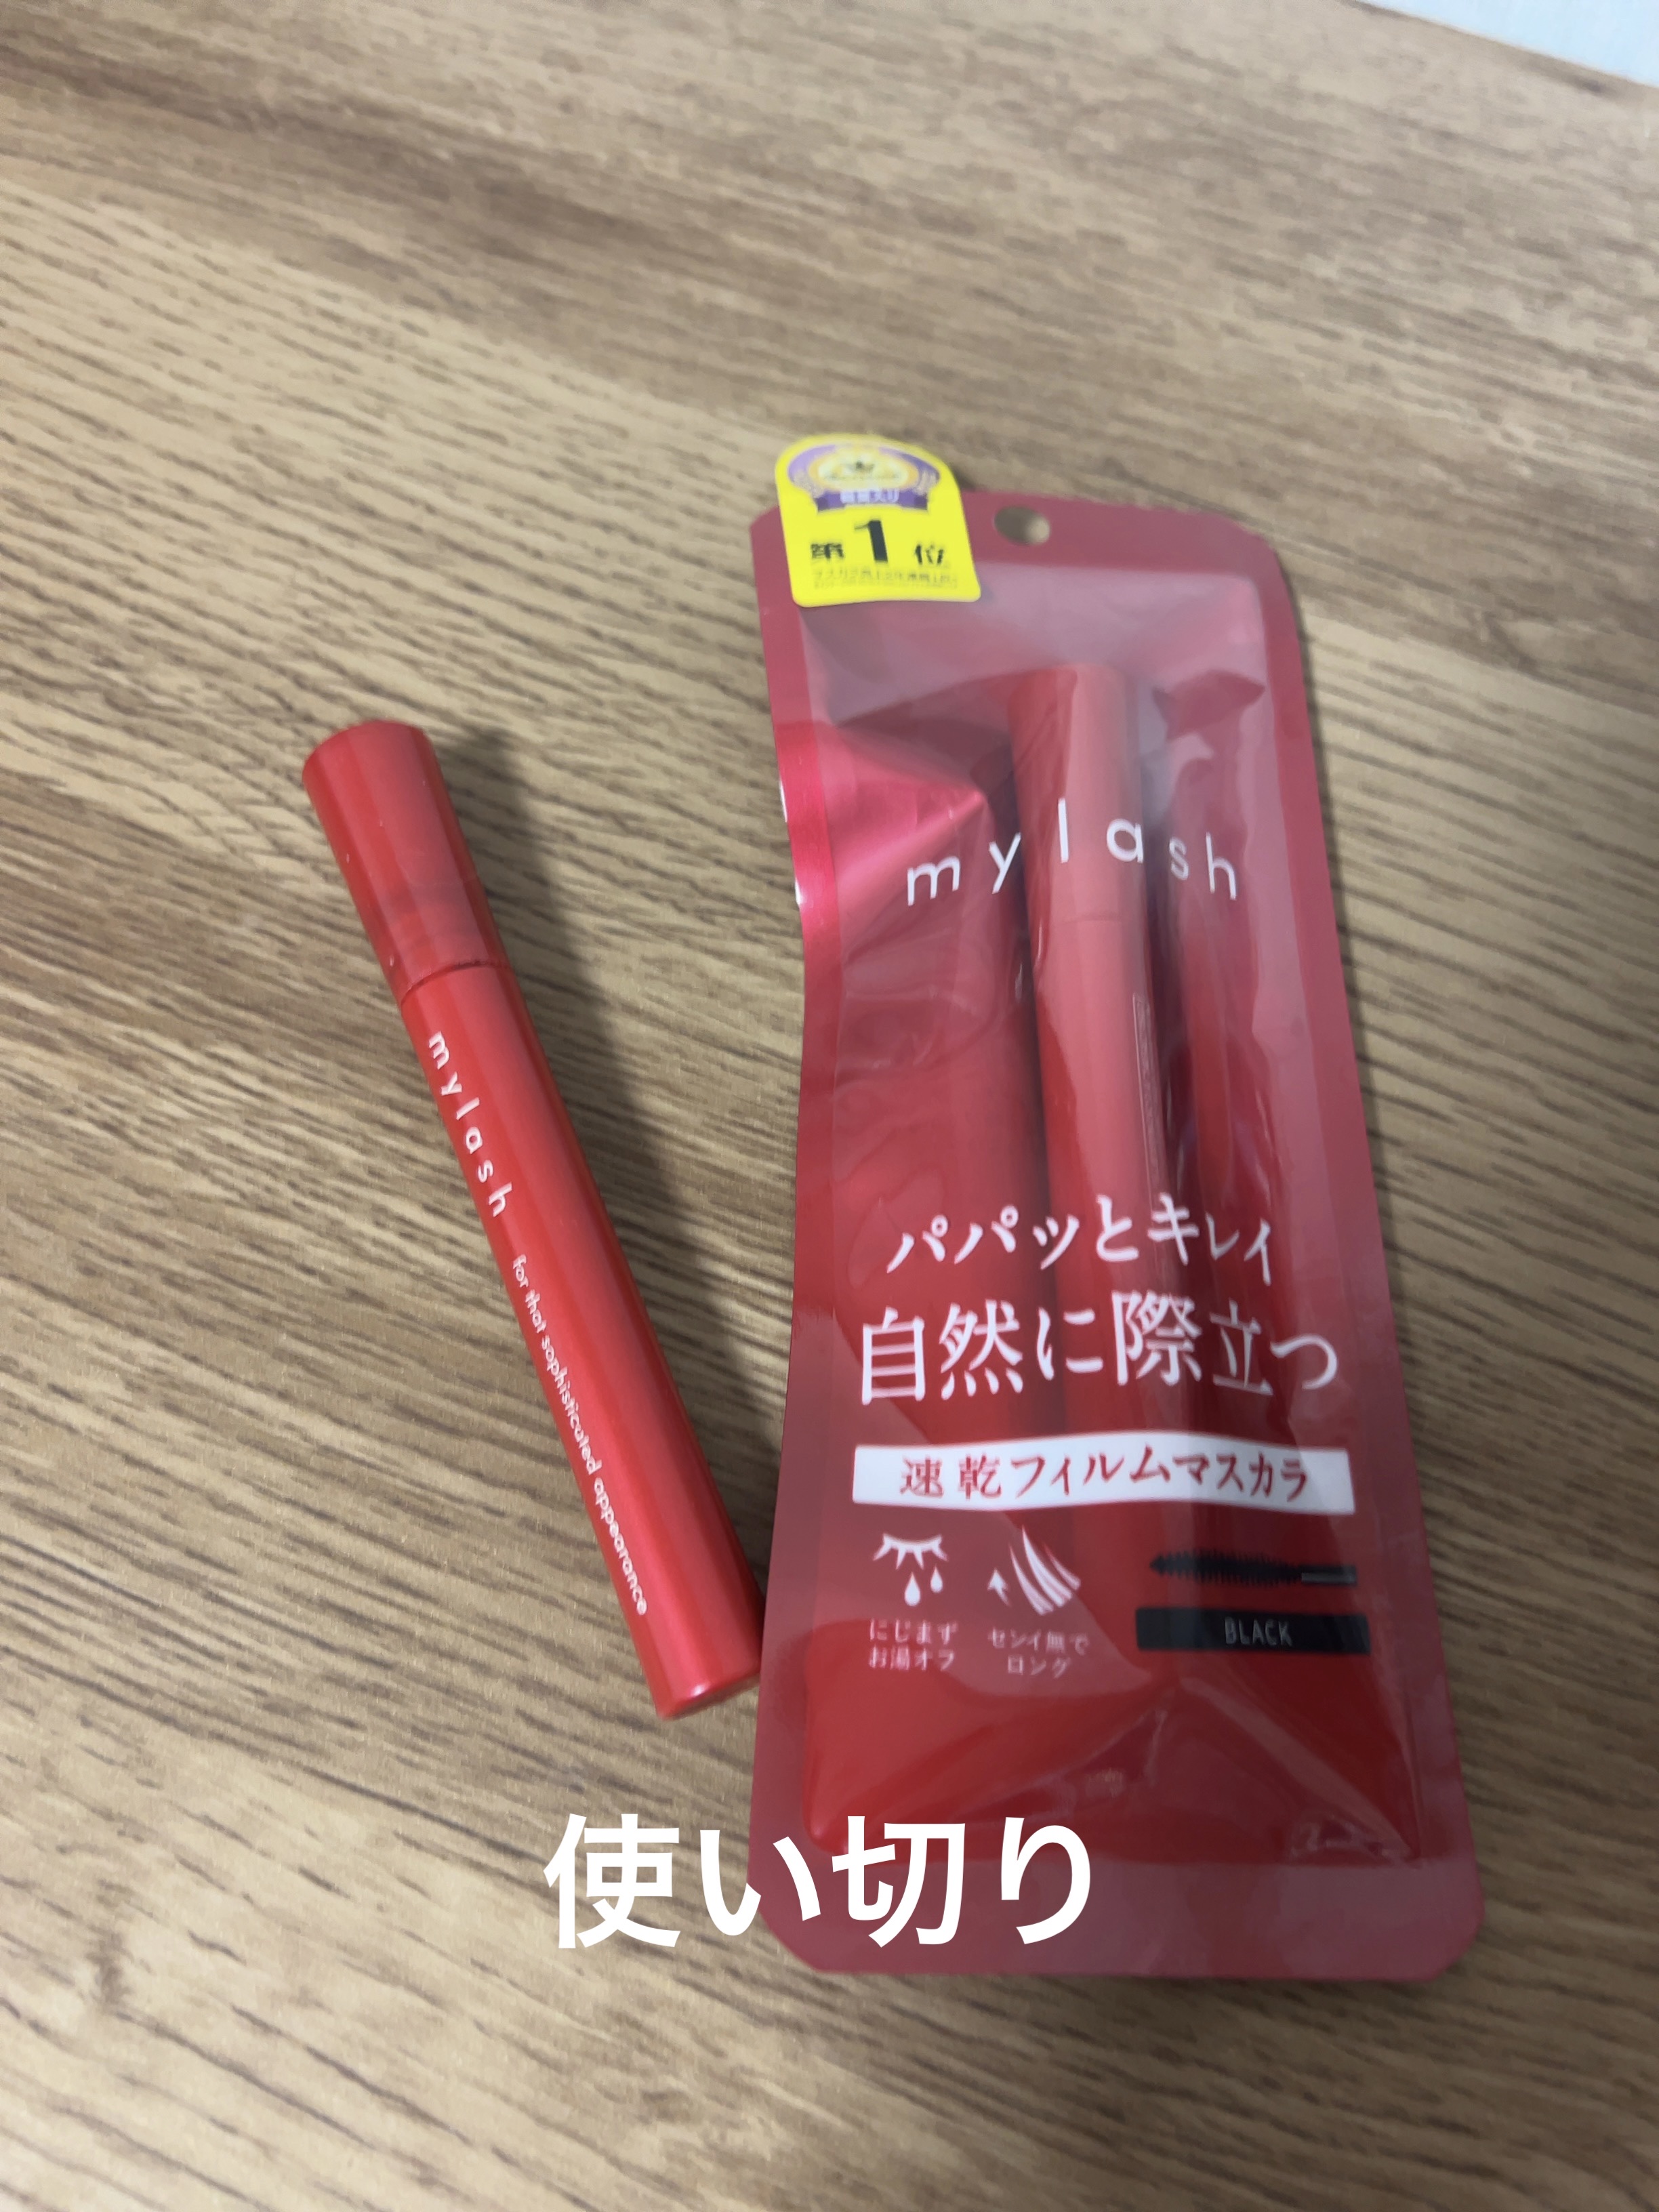 第1位
mylash
パパッとキレイ
自然に際立つ
速乾フィルムマスカラ
にじまず
お湯オフ
センイ無で
ロング
BLACK
mylash for that sophisticated appearance
使い切り